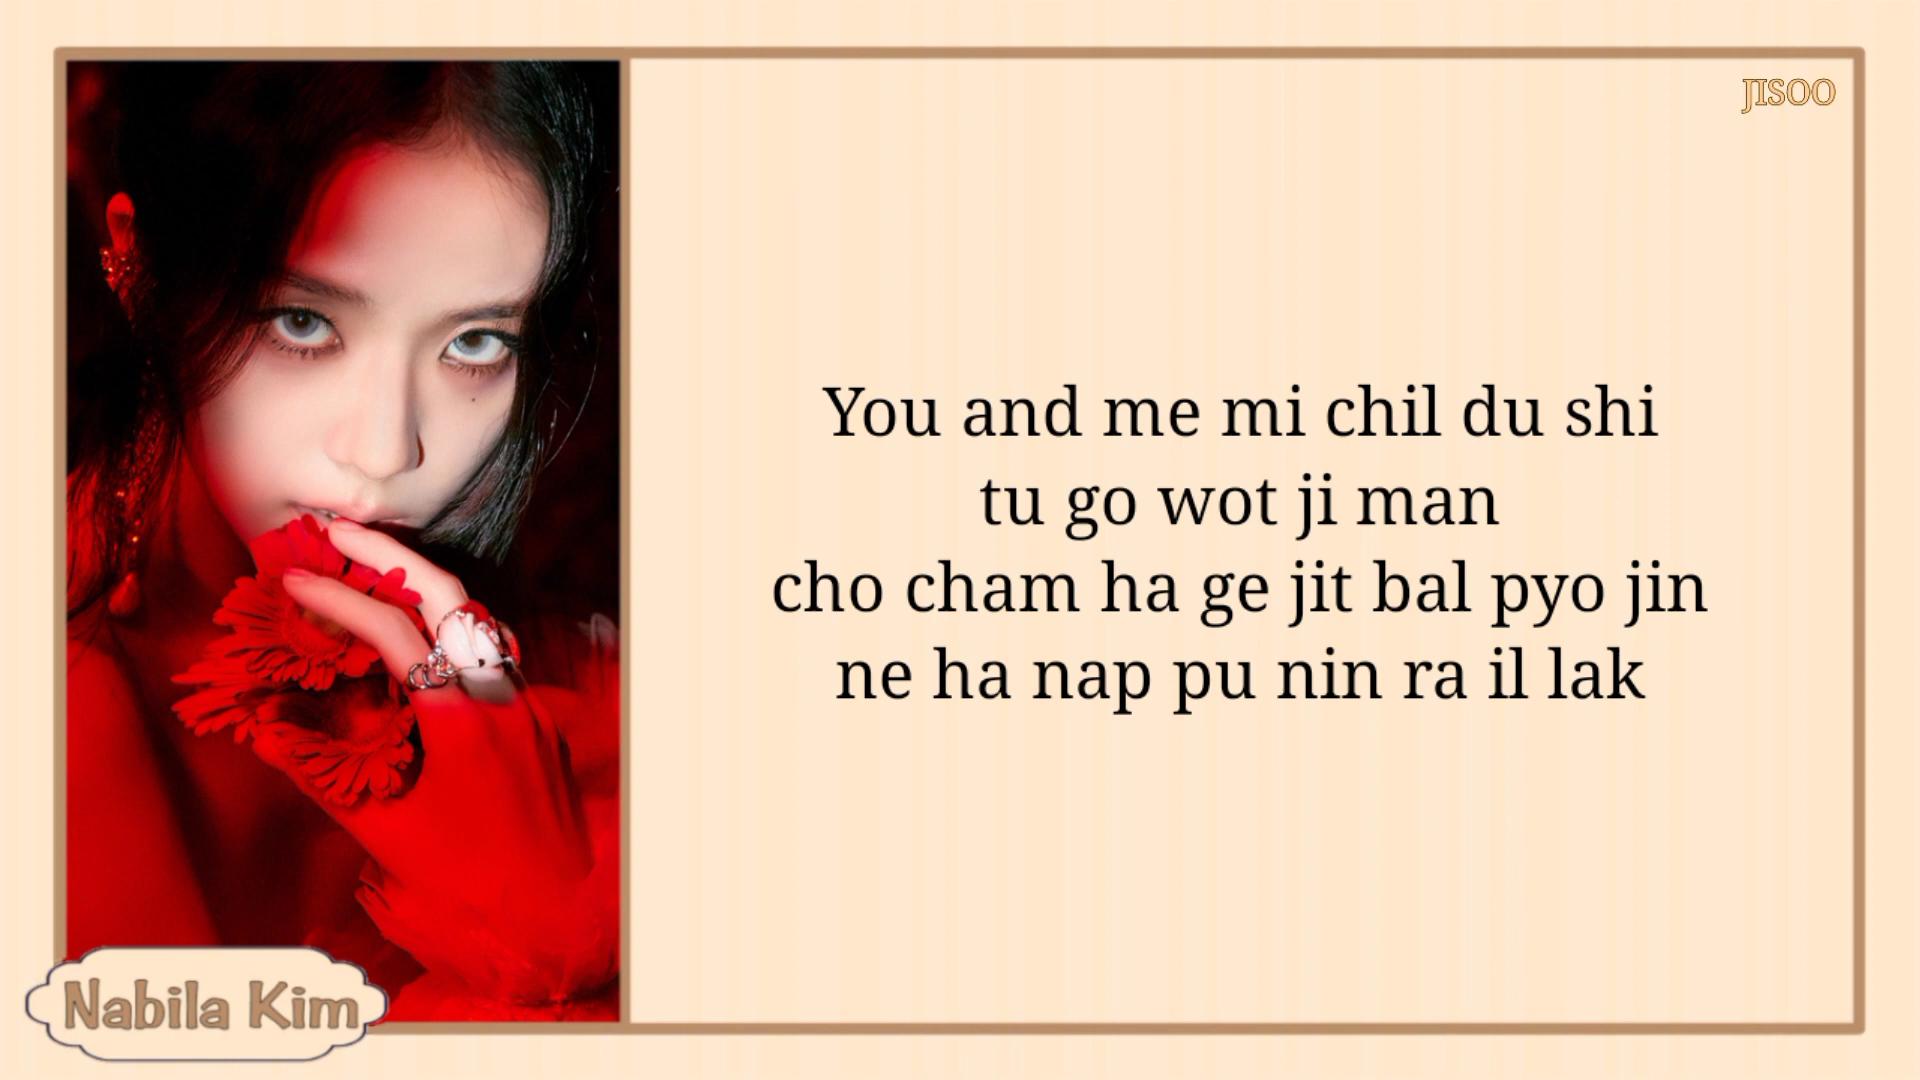 JISOO
You and me mi chil du shi
tu go wot ji man
cho cham ha ge jit bal pyo jin
ne ha nap pu nin ra il lak
Nabila Kim